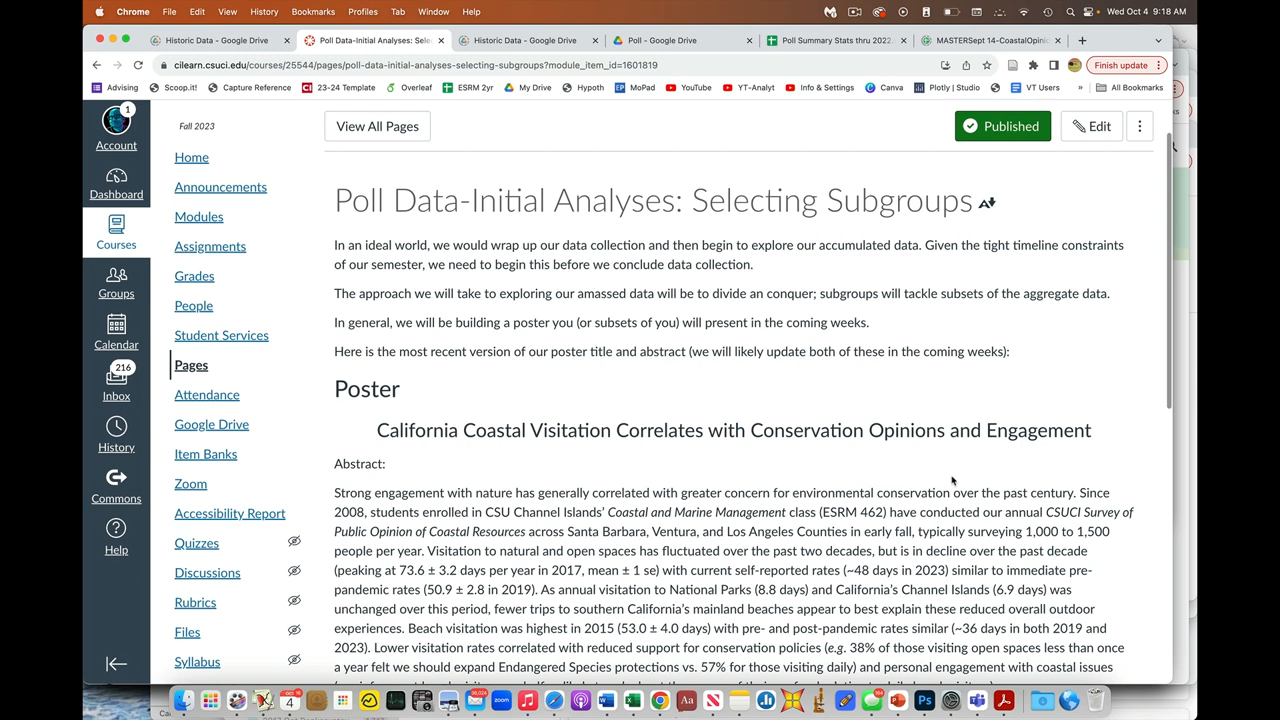 Chrome File Edit View History Bookmarks Profiles Tab Window Help Wed Oct 4 9:18 AM
Historic Data - Google Drive Poll Data-Initial Analyses: Sele Historic Data - Google Drive Poll - Google Drive Poll Summary Stats thru 2022. MASTERSept 14-CoastalOpinio
cilearn.csuci.edu/courses/25544/pages/poll-data-initial-analyses-selecting-subgroups?module_item_id=1601819 Finish update
Advising Scoop.it! Capture Reference 23-24 Template Overleaf ESRM 2yr My Drive Hypoth MoPad YouTube YT-Analyt Info & Settings Canva Plotly | Studio VT Users » All Bookmarks
1
Account
Dashboard
Courses
Groups
Calendar
216
Inbox
History
Commons
Help
Fall 2023
Home
Announcements
Modules
Assignments
Grades
People
Student Services
Pages
Attendance
Google Drive
Item Banks
Zoom
Accessibility Report
Quizzes
Discussions
Rubrics
Files
Syllabus
View All Pages Published Edit
Poll Data-Initial Analyses: Selecting Subgroups
In an ideal world, we would wrap up our data collection and then begin to explore our accumulated data. Given the tight timeline constraints
of our semester, we need to begin this before we conclude data collection.
The approach we will take to exploring our amassed data will be to divide an conquer; subgroups will tackle subsets of the aggregate data.
In general, we will be building a poster you (or subsets of you) will present in the coming weeks.
Here is the most recent version of our poster title and abstract (we will likely update both of these in the coming weeks):
Poster
California Coastal Visitation Correlates with Conservation Opinions and Engagement
Abstract:
Strong engagement with nature has generally correlated with greater concern for environmental conservation over the past century. Since
2008, students enrolled in CSU Channel Islands' Coastal and Marine Management class (ESRM 462) have conducted our annual CSUCI Survey of
Public Opinion of Coastal Resources across Santa Barbara, Ventura, and Los Angeles Counties in early fall, typically surveying 1,000 to 1,500
people per year. Visitation to natural and open spaces has fluctuated over the past two decades, but is in decline over the past decade
(peaking at 73.6 ± 3.2 days per year in 2017, mean ± 1 se) with current self-reported rates (~48 days in 2023) similar to immediate pre-
pandemic rates (50.9 ± 2.8 in 2019). As annual visitation to National Parks (8.8 days) and California's Channel Islands (6.9 days) was
unchanged over this period, fewer trips to southern California's mainland beaches appear to best explain these reduced overall outdoor
experiences. Beach visitation was highest in 2015 (53.0 ± 4.0 days) with pre- and post-pandemic rates similar (~36 days in both 2019 and
2023). Lower visitation rates correlated with reduced support for conservation policies (e.g. 38% of those visiting open spaces less than once
a year felt we should expand Endangered Species protections vs. 57% for those visiting daily) and personal engagement with coastal issues